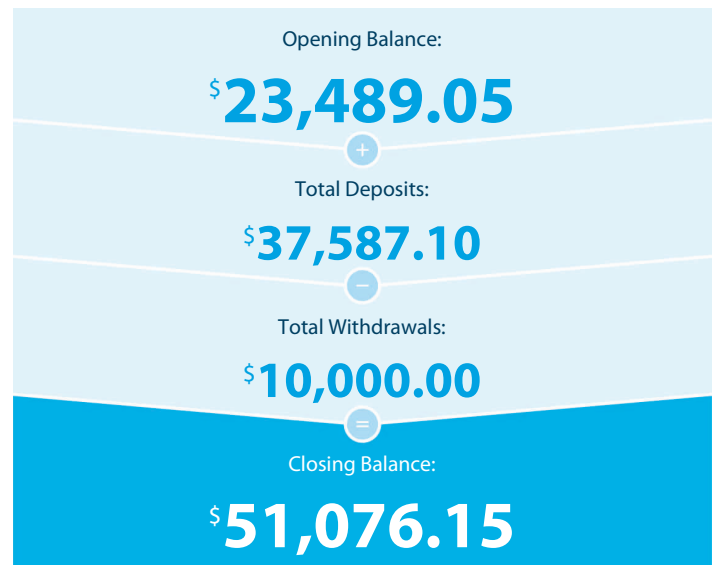 Opening Balance:
$23,489.05
+
Total Deposits:
$37,587.10
−
Total Withdrawals:
$10,000.00
=
Closing Balance:
$51,076.15